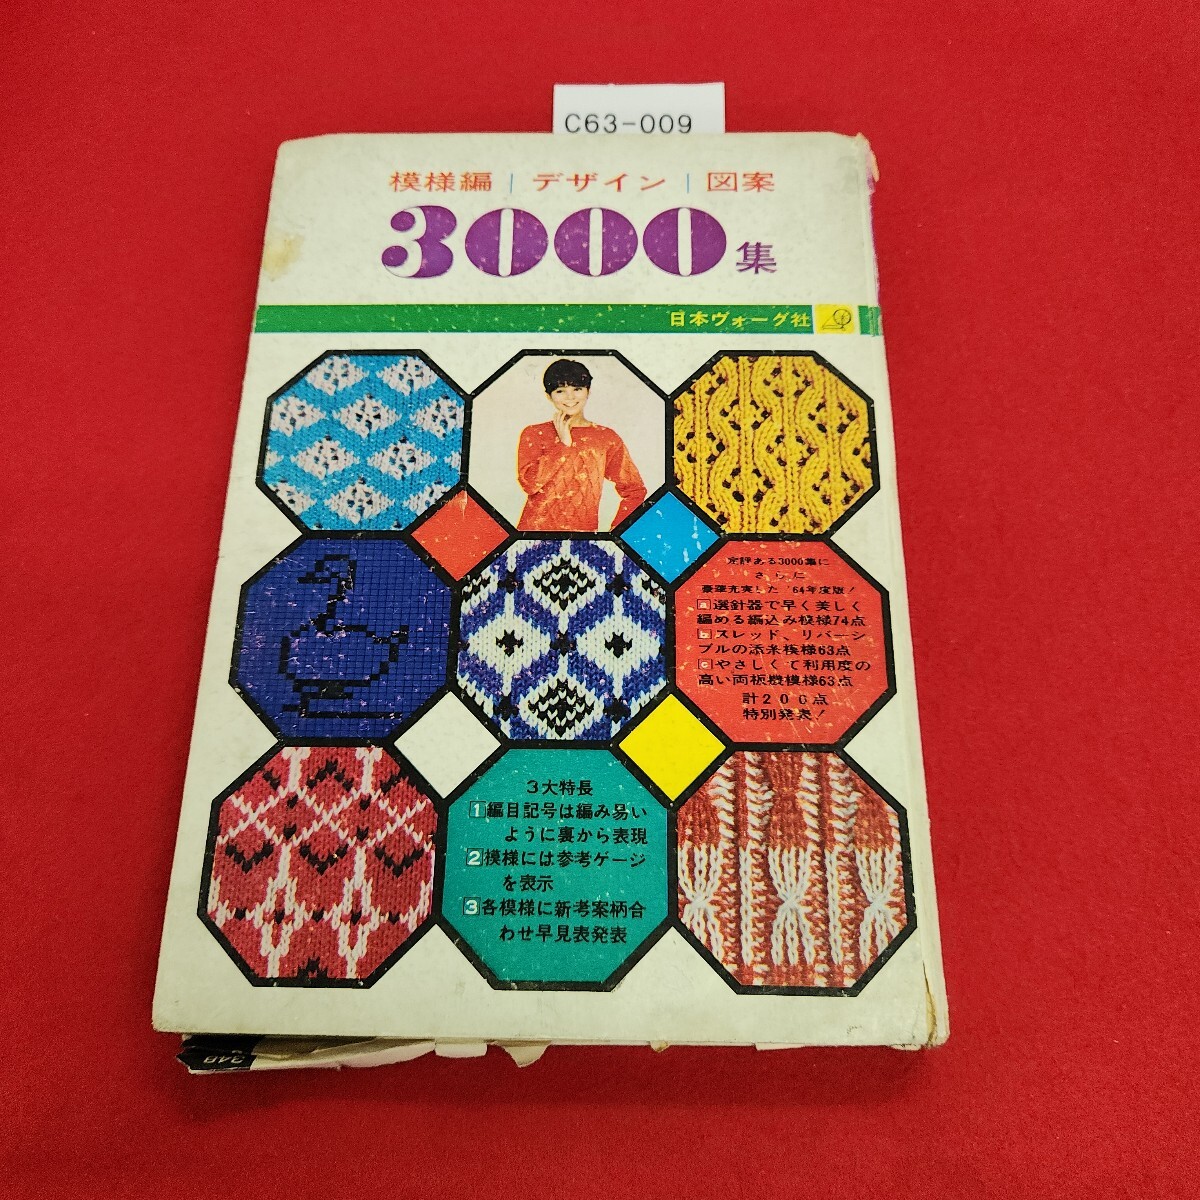 C63-009
模様編 | デザイン | 図案
3000集
日本ヴォーグ社
定評ある3000集に
さらに
豪華充実した '64年度版！
a 選針器で早く美しく
編める編込み模様74点
b スレッド、リバーシ
ブルの添糸模様63点
c やさしくて利用度の
高い両板機模様63点
計206点
特別発表！
3大特長
1 編目記号は編み易い
ように裏から表現
2 模様には参考ゲージ
を表示
3 各模様に新考案柄合
わせ早見表発表